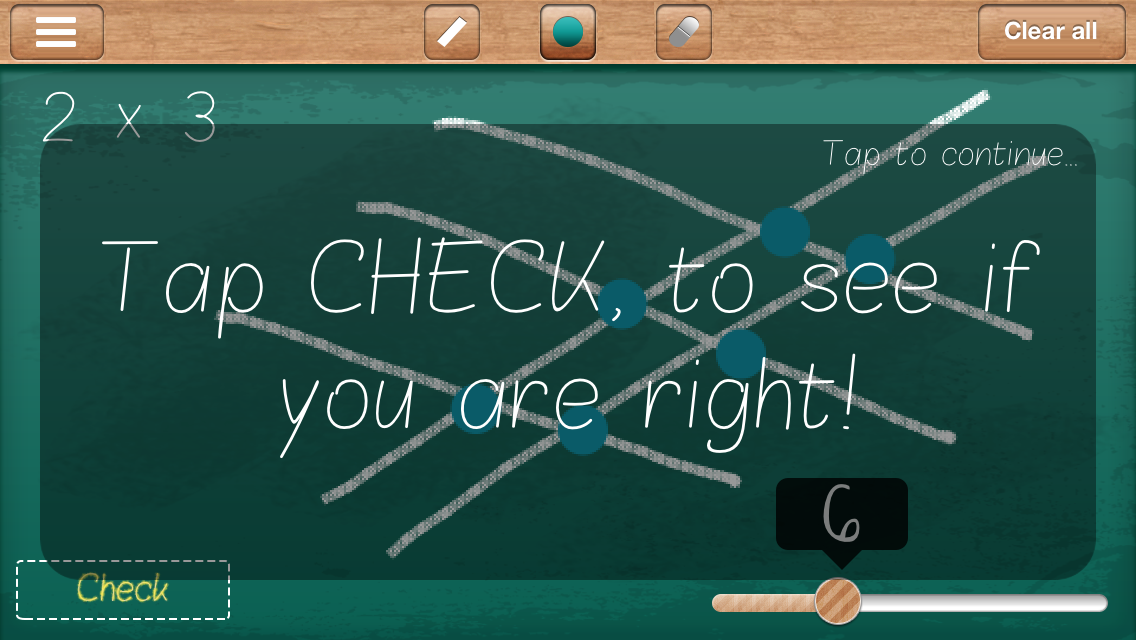 Clear all
2 x 3
Tap to continue...
Tap CHECK, to see if
you are right!
6
Check